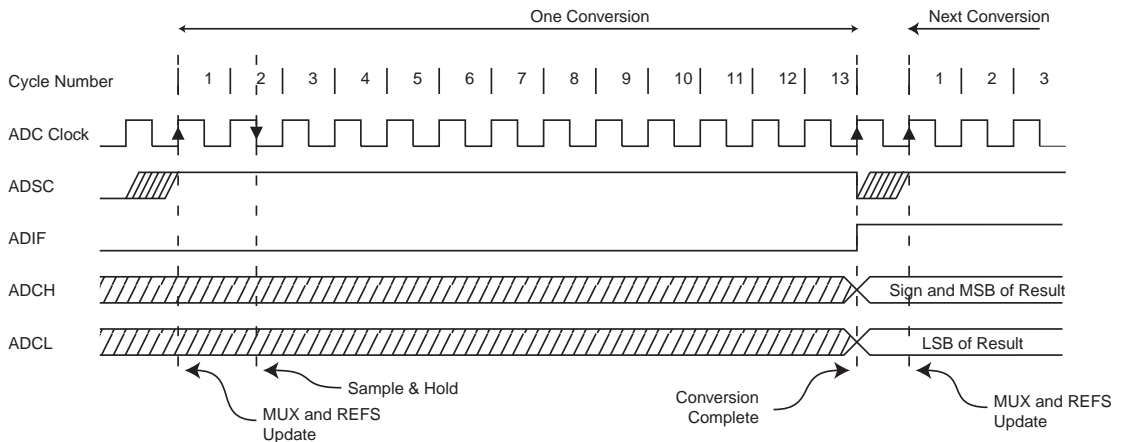 One Conversion
Next Conversion
Cycle Number
1 2 3 4 5 6 7 8 9 10 11 12 13 1 2 3
ADC Clock
ADSC
ADIF
ADCH
Sign and MSB of Result
ADCL
LSB of Result
Sample & Hold
MUX and REFS
Update
Conversion
Complete
MUX and REFS
Update